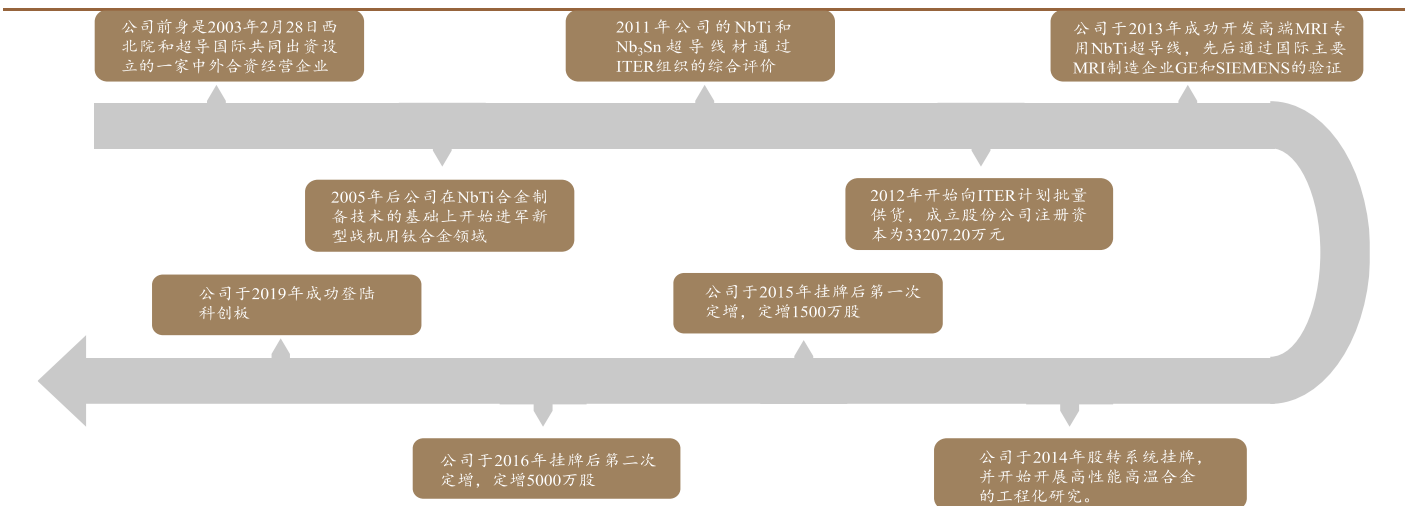 公司前身是2003年2月28日西
北院和超导国际共同出资设
立的一家中外合资经营企业
2005年后公司在NbTi合金制
备技术的基础上开始进军新
型战机用钛合金领域
2011年公司的NbTi和
Nb₃Sn超导线材通过
ITER组织的综合评价
2012年开始向ITER计划批量
供货，成立股份公司注册资
本为33207.20万元
公司于2013年成功开发高端MRI专
用NbTi超导线，先后通过国际主要
MRI制造企业GE和SIEMENS的验证
公司于2014年股转系统挂牌，
并开始开展高性能高温合金
的工程化研究。
公司于2015年挂牌后第一次
定增，定增1500万股
公司于2016年挂牌后第二次
定增，定增5000万股
公司于2019年成功登陆
科创板